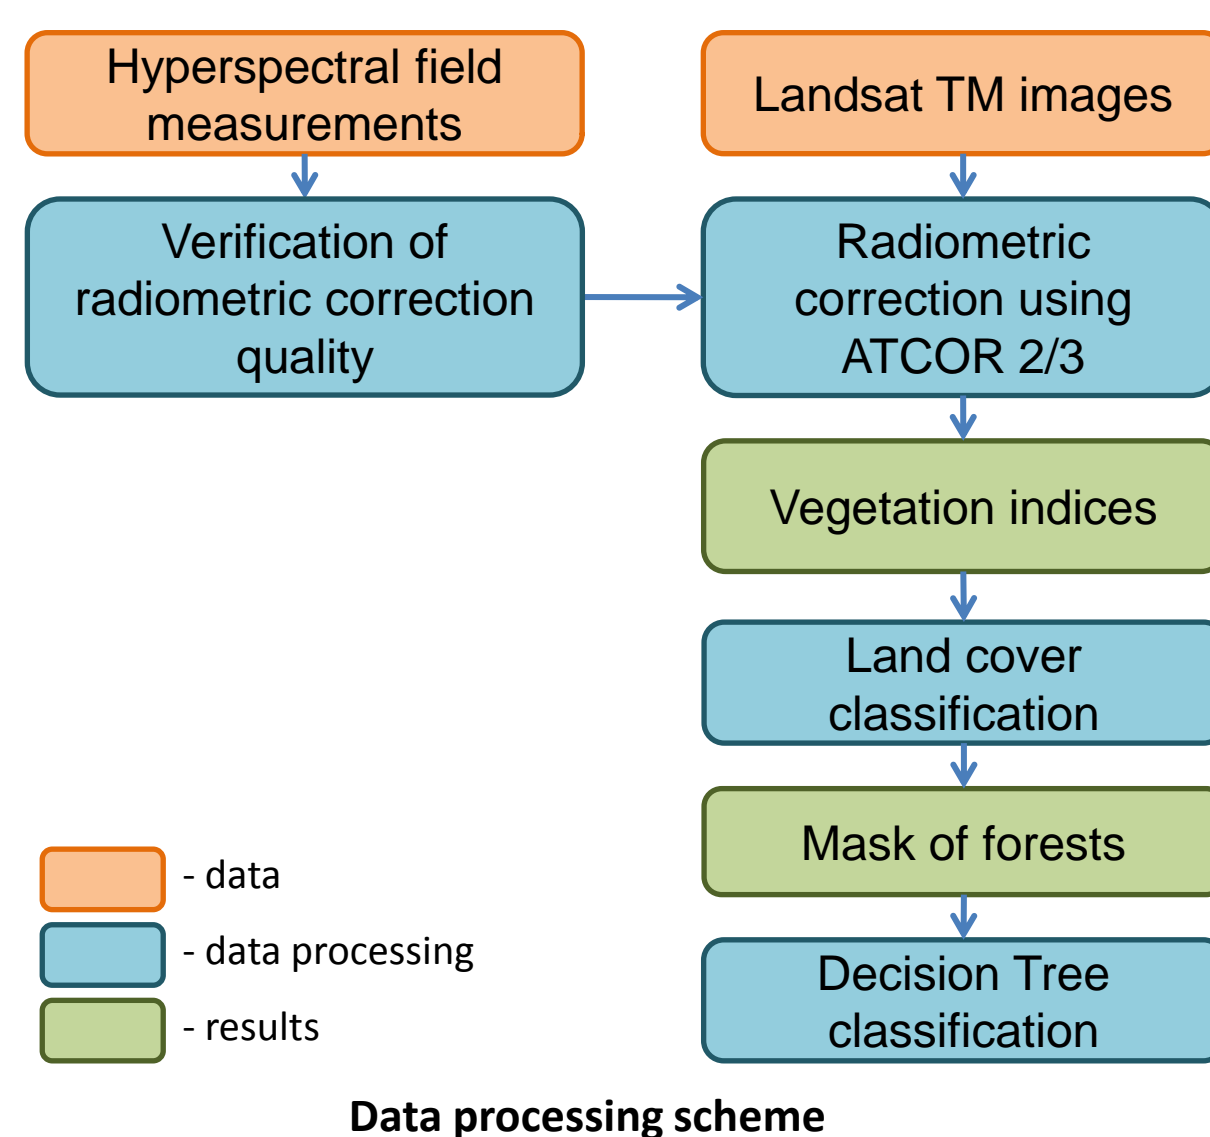 Hyperspectral field
measurements
Landsat TM images
Verification of
radiometric correction
quality
Radiometric
correction using
ATCOR 2/3
Vegetation indices
Land cover
classification
Mask of forests
Decision Tree
classification
- data
- data processing
- results
Data processing scheme